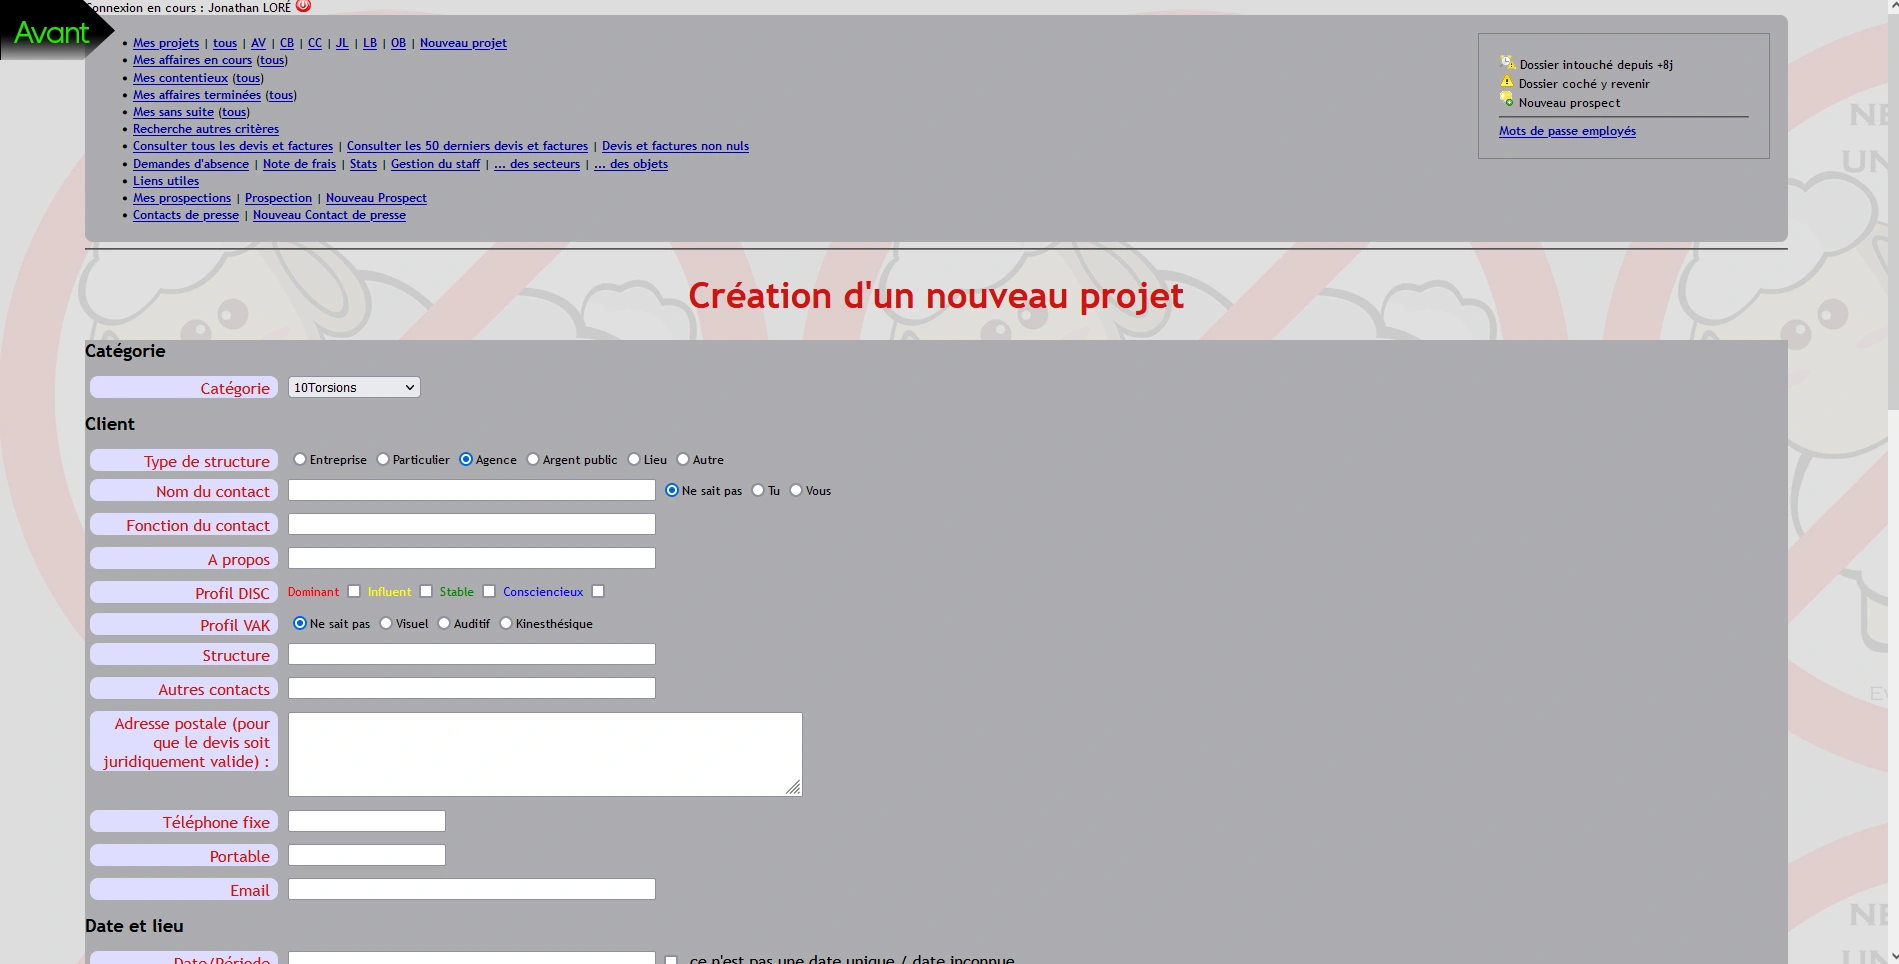 Connexion en cours : Jonathan LORÉ
Avant
Mes projets | tous | AV | CB | CC | JL | LB | OB | Nouveau projet
Mes affaires en cours (tous)
Mes contentieux (tous)
Mes affaires terminées (tous)
Mes sans suite (tous)
Recherche autres critères
Consulter tous les devis et factures | Consulter les 50 derniers devis et factures | Devis et factures non nuls
Demandes d'absence | Note de frais | Stats | Gestion du staff | ... des secteurs | ... des objets
Liens utiles
Mes prospections | Prospection | Nouveau Prospect
Contacts de presse | Nouveau Contact de presse
Dossier intouché depuis +8j
Dossier coché y revenir
Nouveau prospect
Mots de passe employés
Création d'un nouveau projet
Catégorie
Catégorie 10Torsions
Client
Type de structure Entreprise Particulier Agence Argent public Lieu Autre
Nom du contact Ne sait pas Tu Vous
Fonction du contact
A propos
Profil DISC Dominant Influent Stable Consciencieux
Profil VAK Ne sait pas Visuel Auditif Kinesthésique
Structure
Autres contacts
Adresse postale (pour
que le devis soit
juridiquement valide) :
Téléphone fixe
Portable
Email
Date et lieu
Date/Période ce n'est pas une date unique / date inconnue